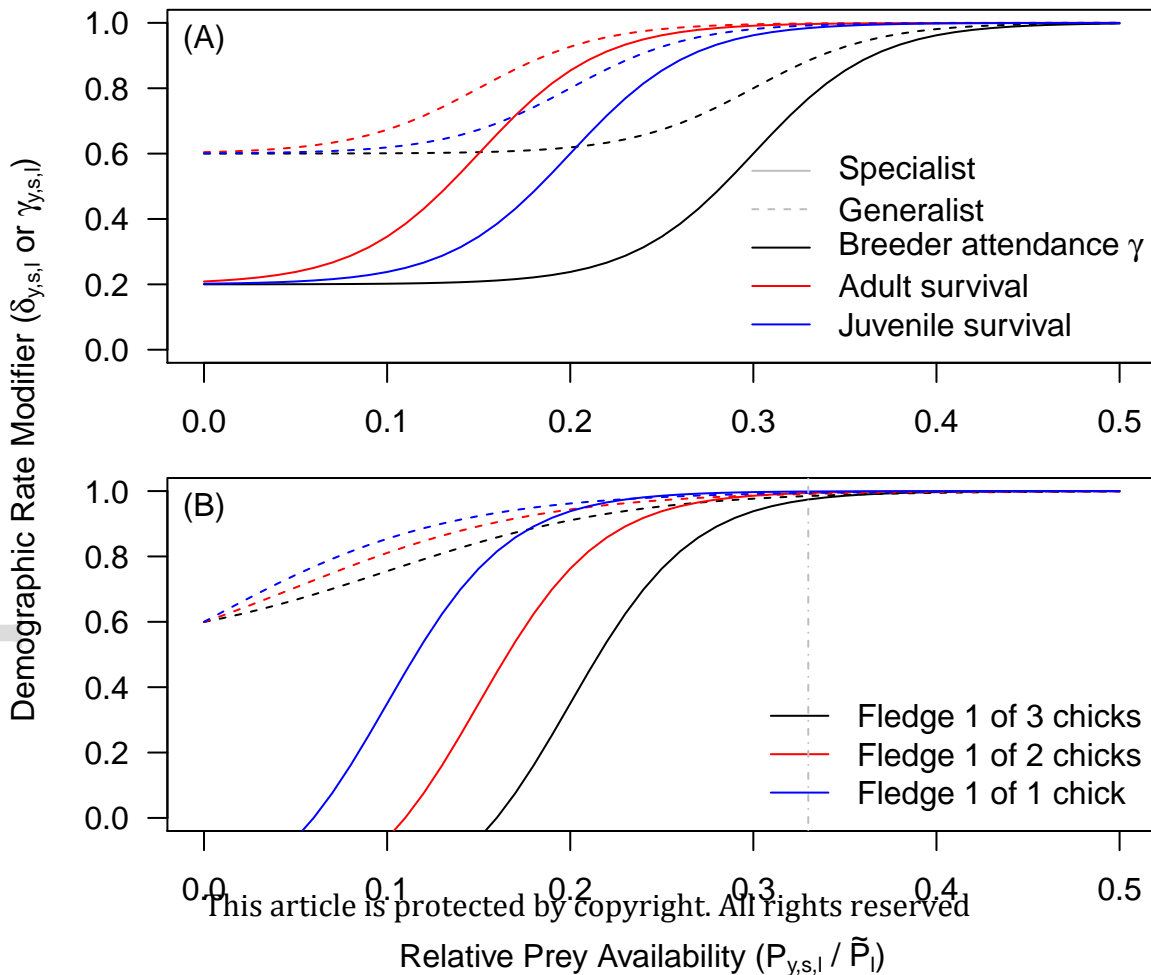 Demographic Rate Modifier (δy,s,l or γy,s,l)
(A)
1.0
0.8
0.6
0.4
0.2
0.0
Specialist
Generalist
Breeder attendance γ
Adult survival
Juvenile survival
0.0 0.1 0.2 0.3 0.4 0.5
(B)
1.0
0.8
0.6
0.4
0.2
0.0
Fledge 1 of 3 chicks
Fledge 1 of 2 chicks
Fledge 1 of 1 chick
0.0 0.1 0.2 0.3 0.4 0.5
This article is protected by copyright. All rights reserved
Relative Prey Availability (Py,s,l / P̃l)